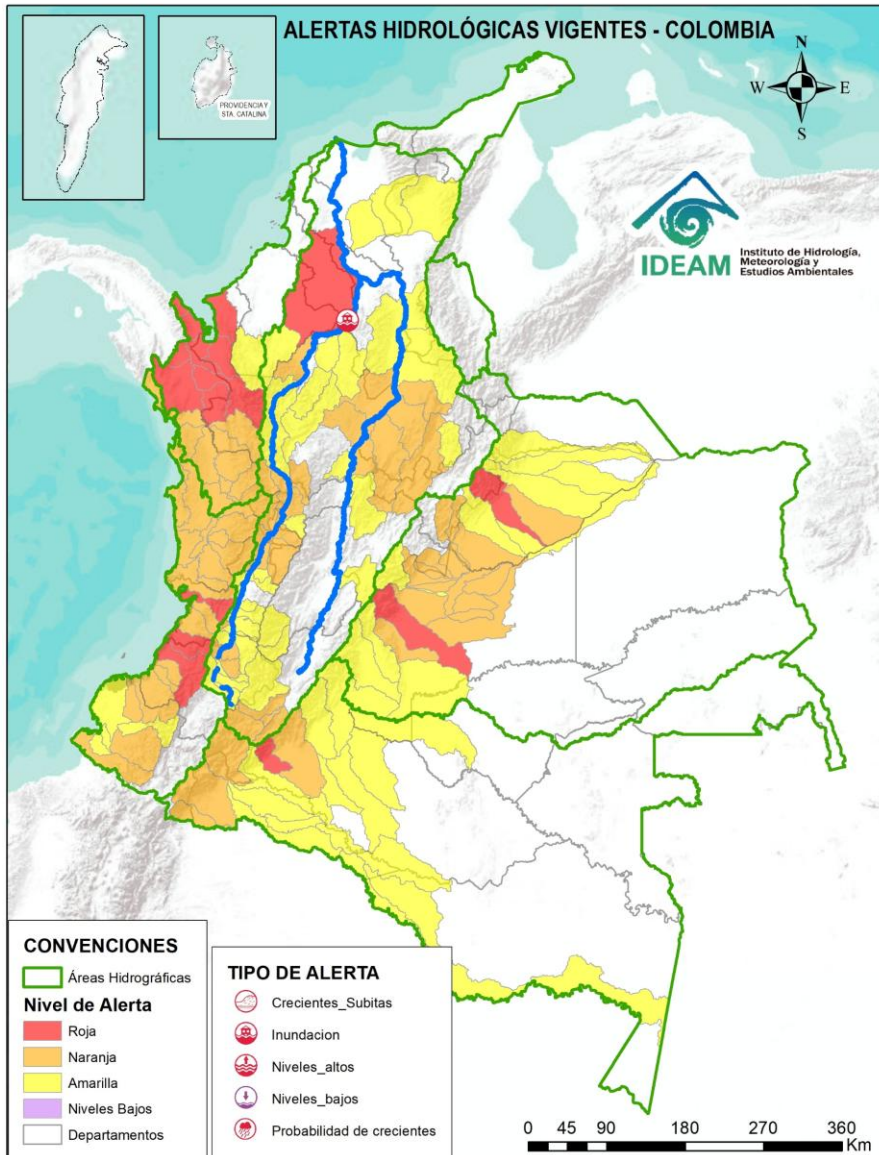 ALERTAS HIDROLÓGICAS VIGENTES - COLOMBIA
PROVIDENCIA Y
STA. CATALINA
N
W
E
S
IDEAM
Instituto de Hidrología,
Meteorología y
Estudios Ambientales
CONVENCIONES
Áreas Hidrográficas
Nivel de Alerta
Roja
Naranja
Amarilla
Niveles Bajos
Departamentos
TIPO DE ALERTA
Crecientes_Subitas
Inundacion
Niveles_altos
Niveles_bajos
Probabilidad de crecientes
0 45 90 180 270 360
Km